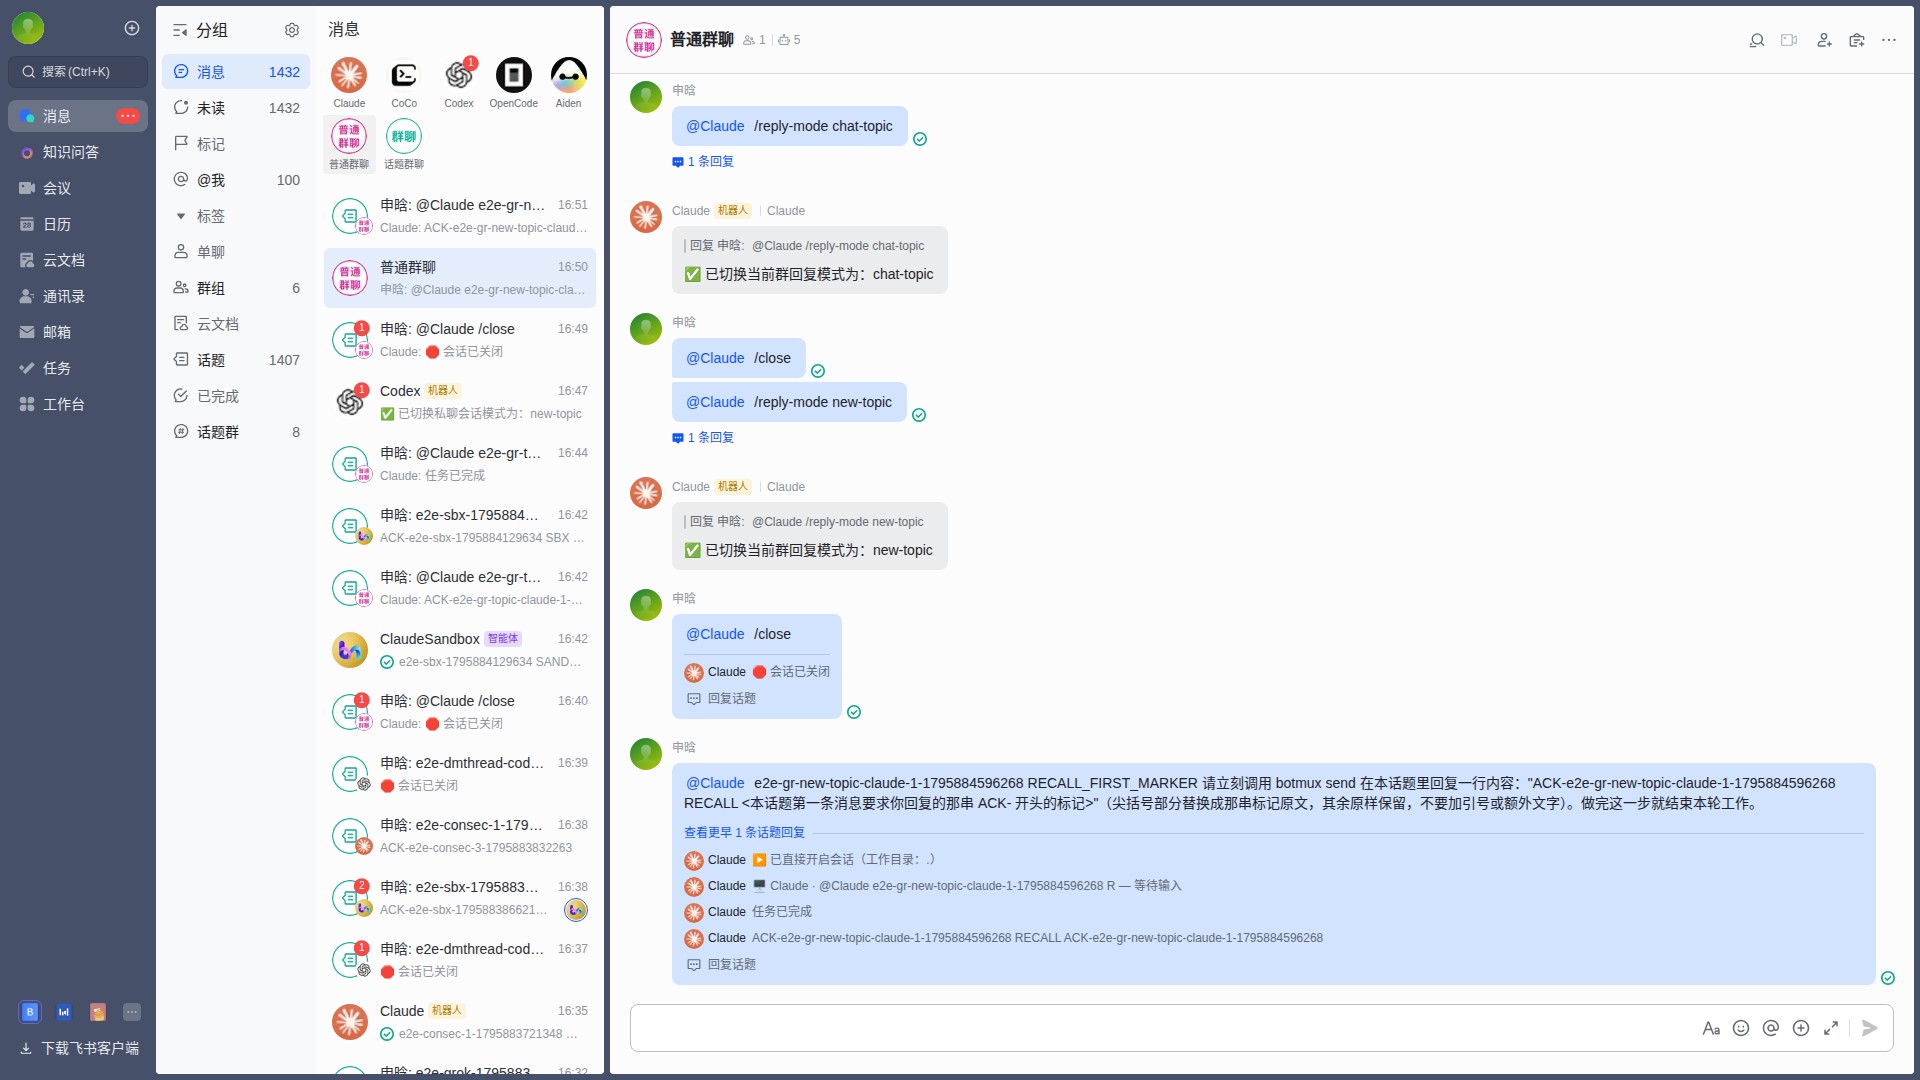 搜索 (Ctrl+K)
消息
知识问答
会议
日历
云文档
通讯录
邮箱
任务
工作台
下载飞书客户端
分组
消息 1432
未读 1432
标记
@我 100
标签
单聊
群组 6
云文档
话题 1407
已完成
话题群 8
消息
Claude
CoCo
1
Codex
OpenCode
Aiden
普通群聊
普通群聊
群聊
话题群聊
申晗: @Claude e2e-gr-n... 16:51
Claude: ACK-e2e-gr-new-topic-claud...
普通群聊 16:50
申晗: @Claude e2e-gr-new-topic-cla...
1
申晗: @Claude /close 16:49
Claude: 🛑 会话已关闭
1
Codex 机器人 16:47
✅ 已切换私聊会话模式为：new-topic
申晗: @Claude e2e-gr-t... 16:44
Claude: 任务已完成
申晗: e2e-sbx-1795884... 16:42
ACK-e2e-sbx-1795884129634 SBX ...
申晗: @Claude e2e-gr-t... 16:42
Claude: ACK-e2e-gr-topic-claude-1-...
ClaudeSandbox 智能体 16:42
e2e-sbx-1795884129634 SAND...
1
申晗: @Claude /close 16:40
Claude: 🛑 会话已关闭
申晗: e2e-dmthread-cod... 16:39
🛑 会话已关闭
申晗: e2e-consec-1-179... 16:38
ACK-e2e-consec-3-1795883832263
2
申晗: e2e-sbx-1795883... 16:38
ACK-e2e-sbx-179588386621...
1
申晗: e2e-dmthread-cod... 16:37
🛑 会话已关闭
Claude 机器人 16:35
e2e-consec-1-1795883721348 ...
申晗: e2e-grok-1795883... 16:32
普通群聊
普通群聊 1 5
申晗
@Claude /reply-mode chat-topic
1 条回复
Claude 机器人 Claude
回复 申晗: @Claude /reply-mode chat-topic
✅ 已切换当前群回复模式为：chat-topic
申晗
@Claude /close
@Claude /reply-mode new-topic
1 条回复
Claude 机器人 Claude
回复 申晗: @Claude /reply-mode new-topic
✅ 已切换当前群回复模式为：new-topic
申晗
@Claude /close
Claude 🛑 会话已关闭
回复话题
申晗
@Claude e2e-gr-new-topic-claude-1-1795884596268 RECALL_FIRST_MARKER 请立刻调用 botmux send 在本话题里回复一行内容："ACK-e2e-gr-new-topic-claude-1-1795884596268
RECALL <本话题第一条消息要求你回复的那串 ACK- 开头的标记>"（尖括号部分替换成那串标记原文，其余原样保留，不要加引号或额外文字）。做完这一步就结束本轮工作。
查看更早 1 条话题回复
Claude ▶️ 已直接开启会话（工作目录：.）
Claude 🖥️ Claude · @Claude e2e-gr-new-topic-claude-1-1795884596268 R — 等待输入
Claude 任务已完成
Claude ACK-e2e-gr-new-topic-claude-1-1795884596268 RECALL ACK-e2e-gr-new-topic-claude-1-1795884596268
回复话题
Aa